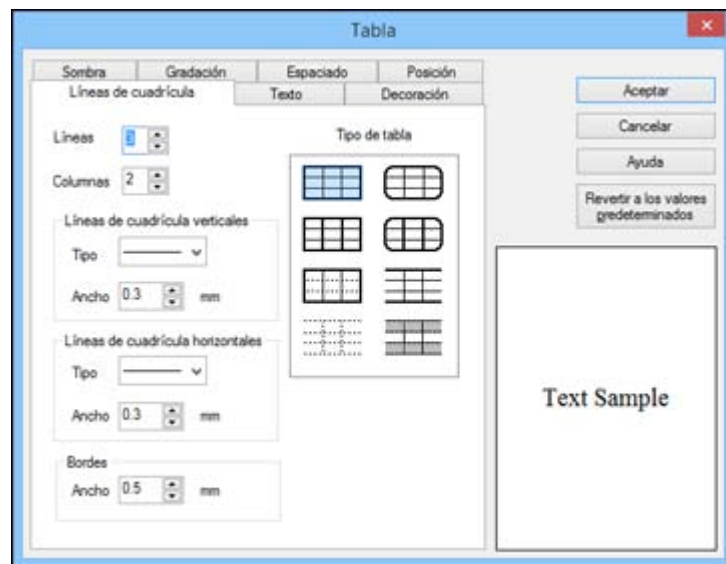 Tabla
Sombra Gradación Espaciado Posición
Líneas de cuadrícula Texto Decoración
Líneas 3
Columnas 2
Líneas de cuadrícula verticales
Tipo
Ancho 0.3 mm
Líneas de cuadrícula horizontales
Tipo
Ancho 0.3 mm
Bordes
Ancho 0.5 mm
Tipo de tabla
Aceptar
Cancelar
Ayuda
Revertir a los valores
predeterminados
Text Sample